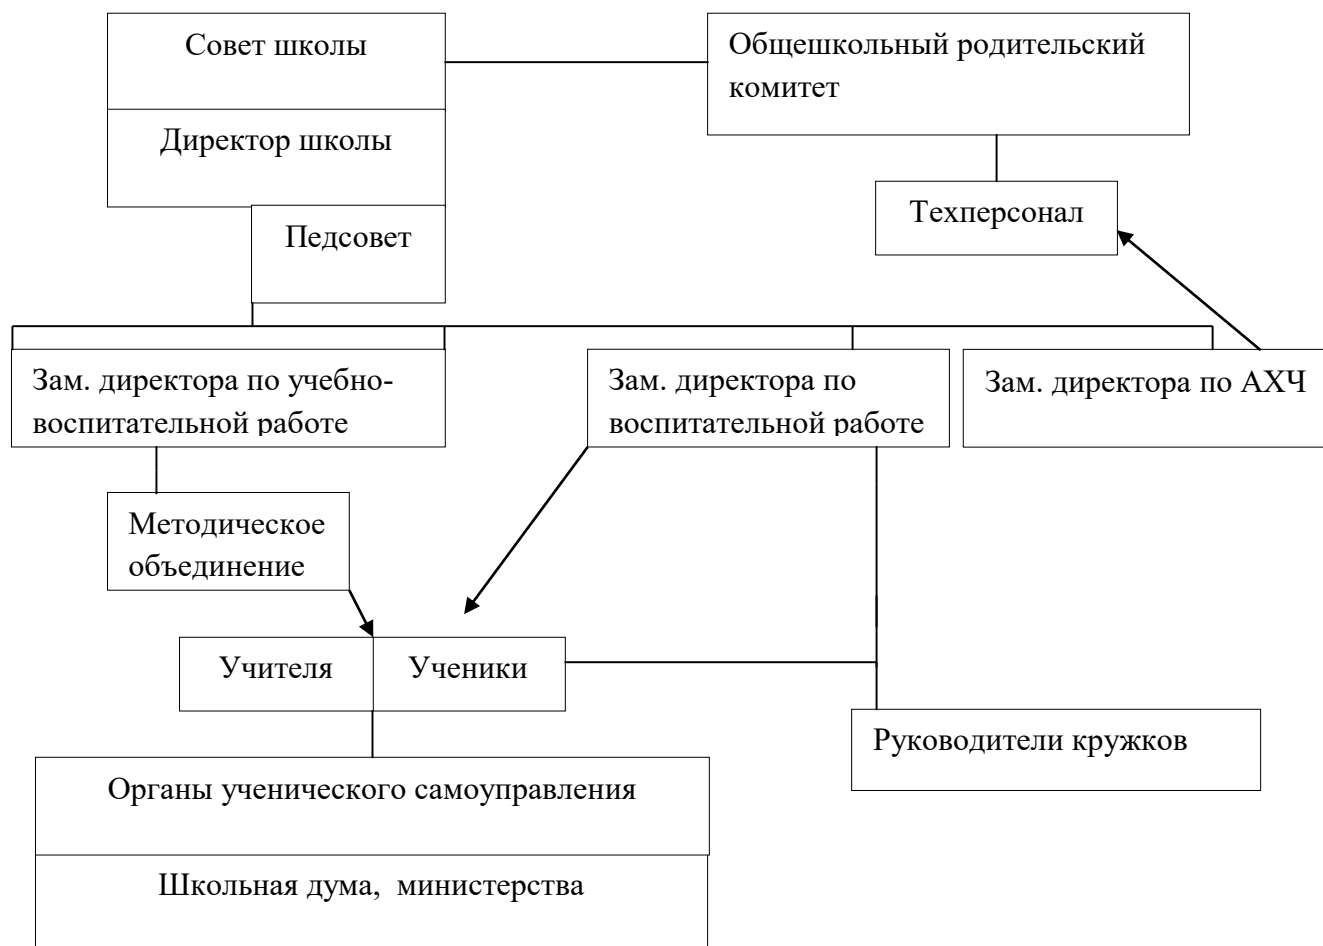 Совет школы
Общешкольный родительский
комитет
Директор школы
Техперсонал
Педсовет
Зам. директора по учебно-
воспитательной работе
Зам. директора по
воспитательной работе
Зам. директора по АХЧ
Методическое
объединение
Учителя
Ученики
Руководители кружков
Органы ученического самоуправления
Школьная дума,  министерства